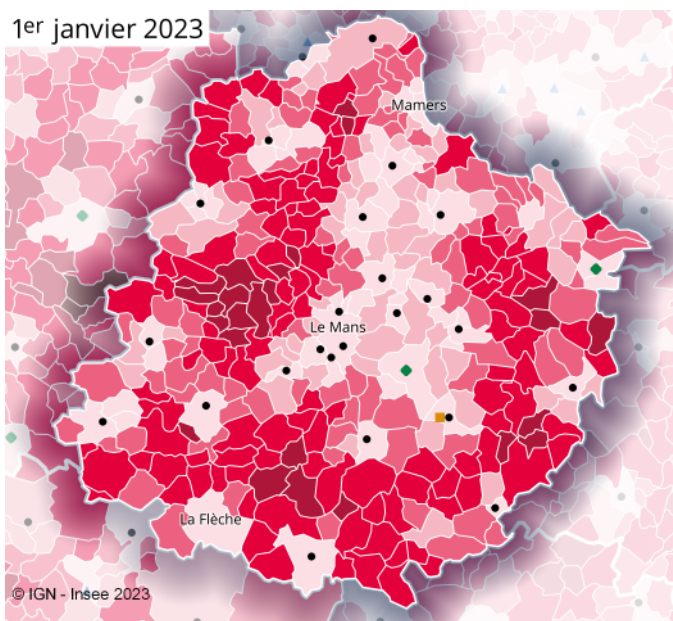 1er janvier 2023
Mamers
Le Mans
La Flèche
© IGN - Insee 2023